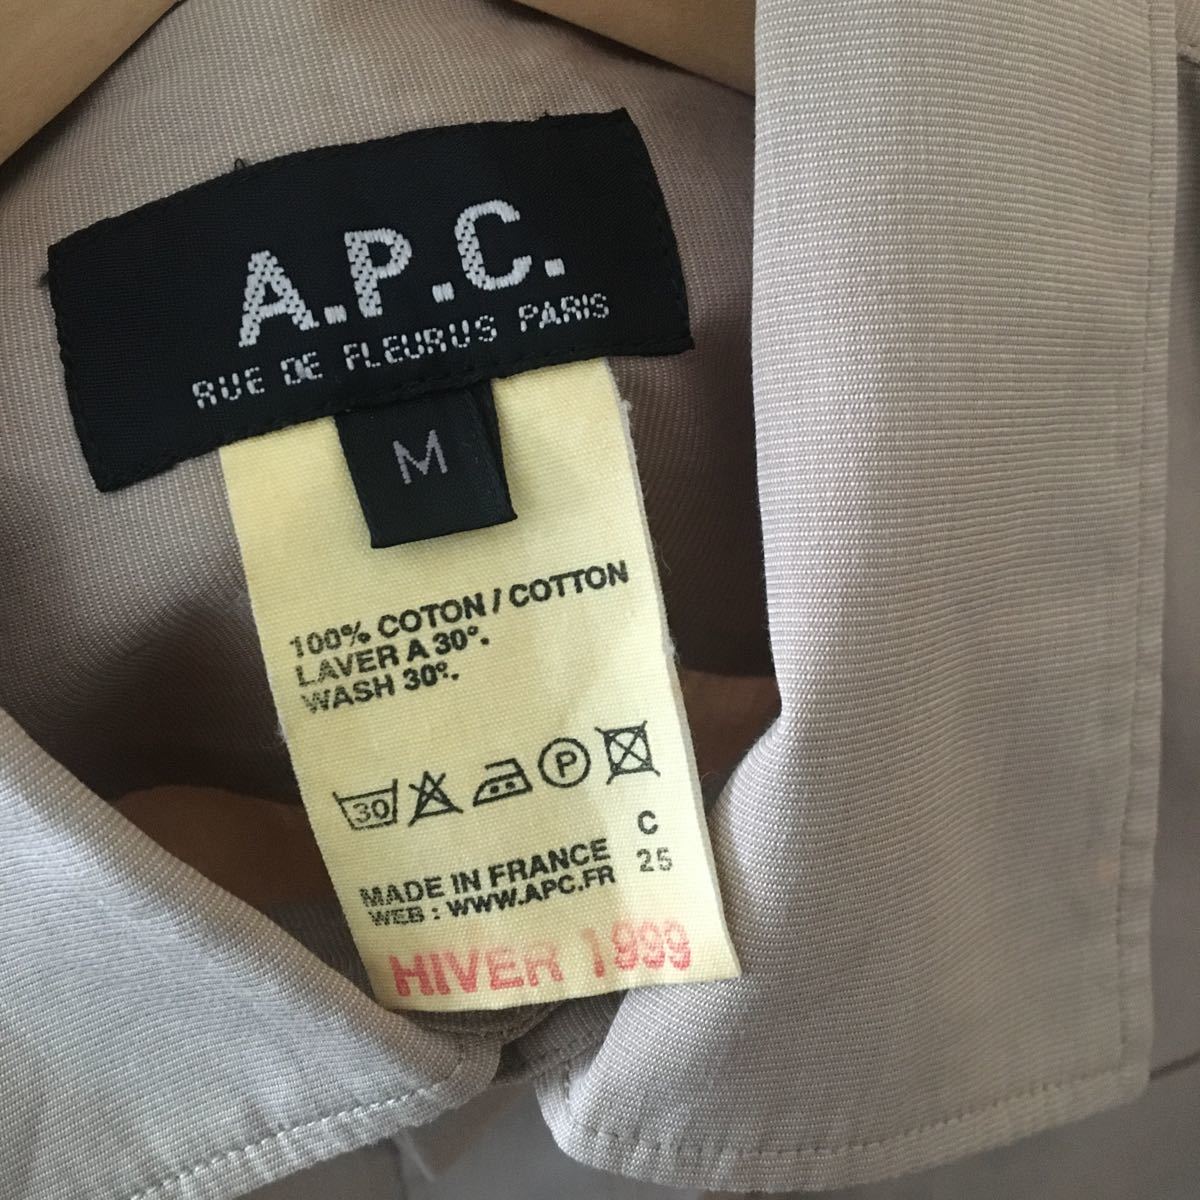 A.P.C.
RUE DE FLEURUS PARIS
M
100% COTON / COTTON
LAVER A 30°.
WASH 30°.
30 P
C
25
MADE IN FRANCE
WEB : WWW.APC.FR
HIVER 1999